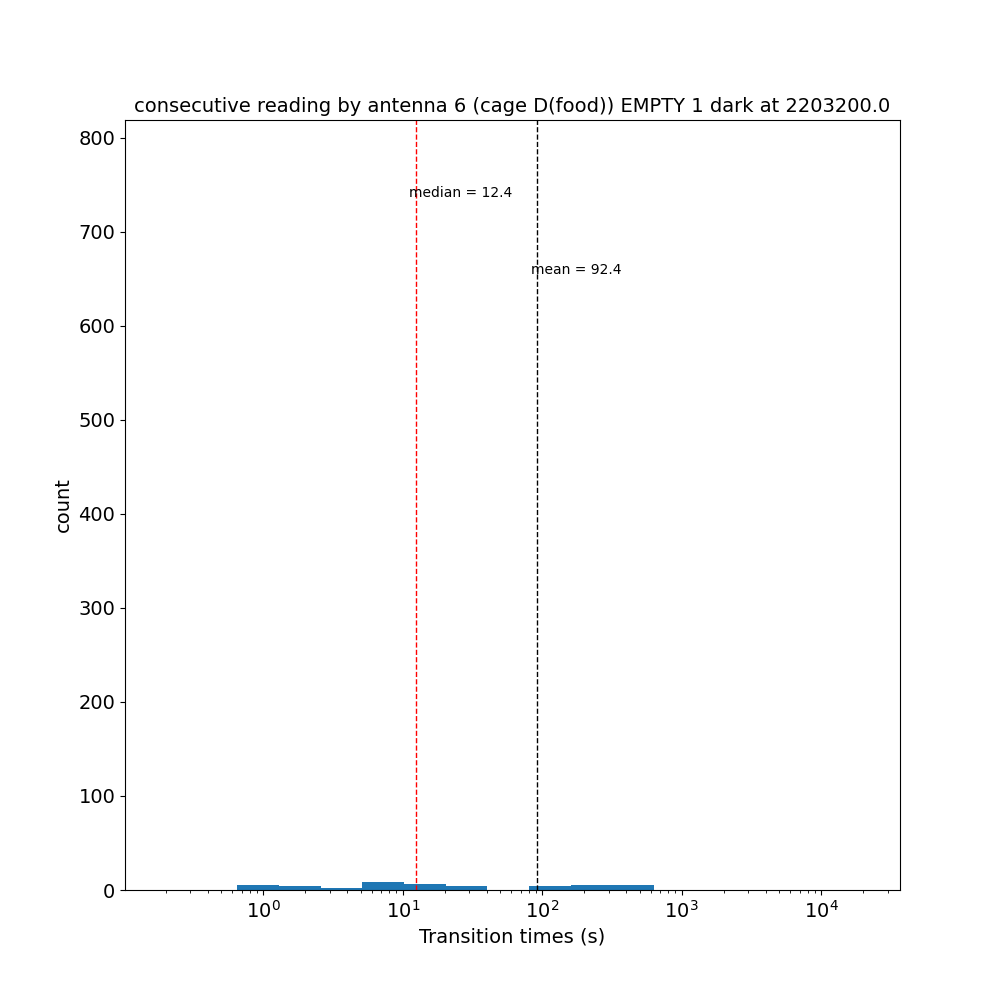 consecutive reading by antenna 6 (cage D(food)) EMPTY 1 dark at 2203200.0
800
median = 12.4
700
mean = 92.4
600
500
count
400
300
200
100
0
10^0 10^1 10^2 10^3 10^4
Transition times (s)